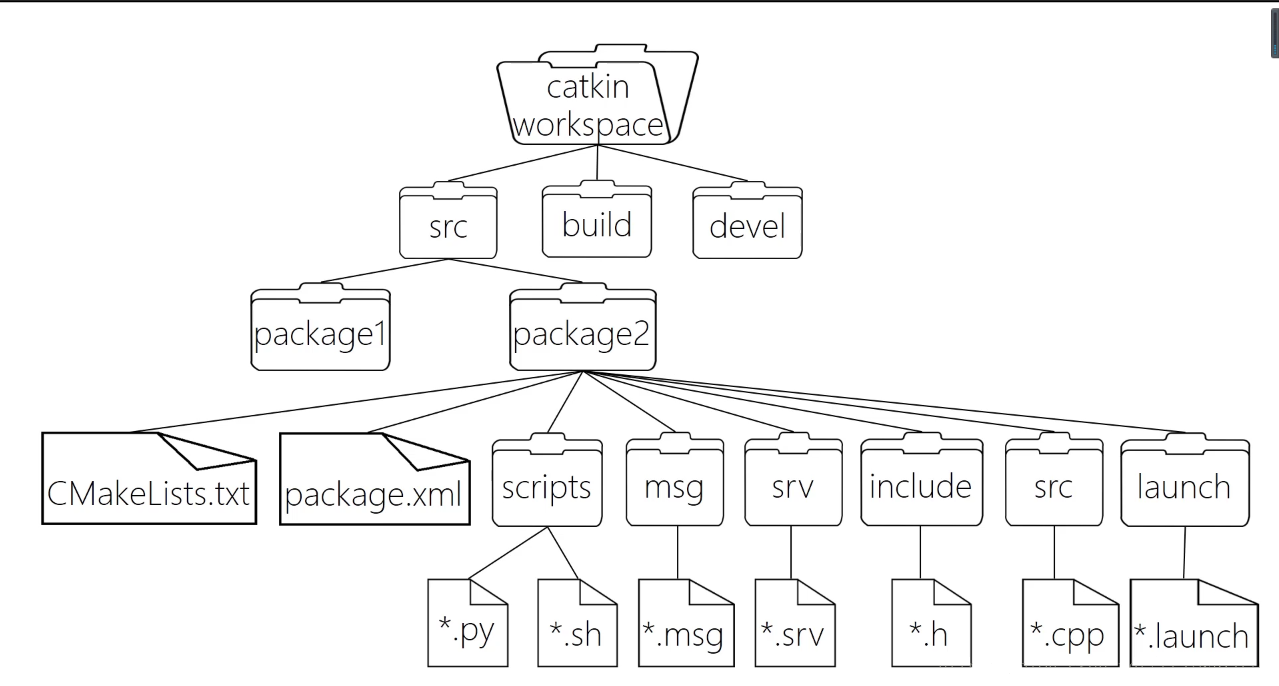 catkin
workspace
src
build
devel
package1
package2
CMakeLists.txt
package.xml
scripts
msg
srv
include
src
launch
*.py
*.sh
*.msg
*.srv
*.h
*.cpp
*.launch